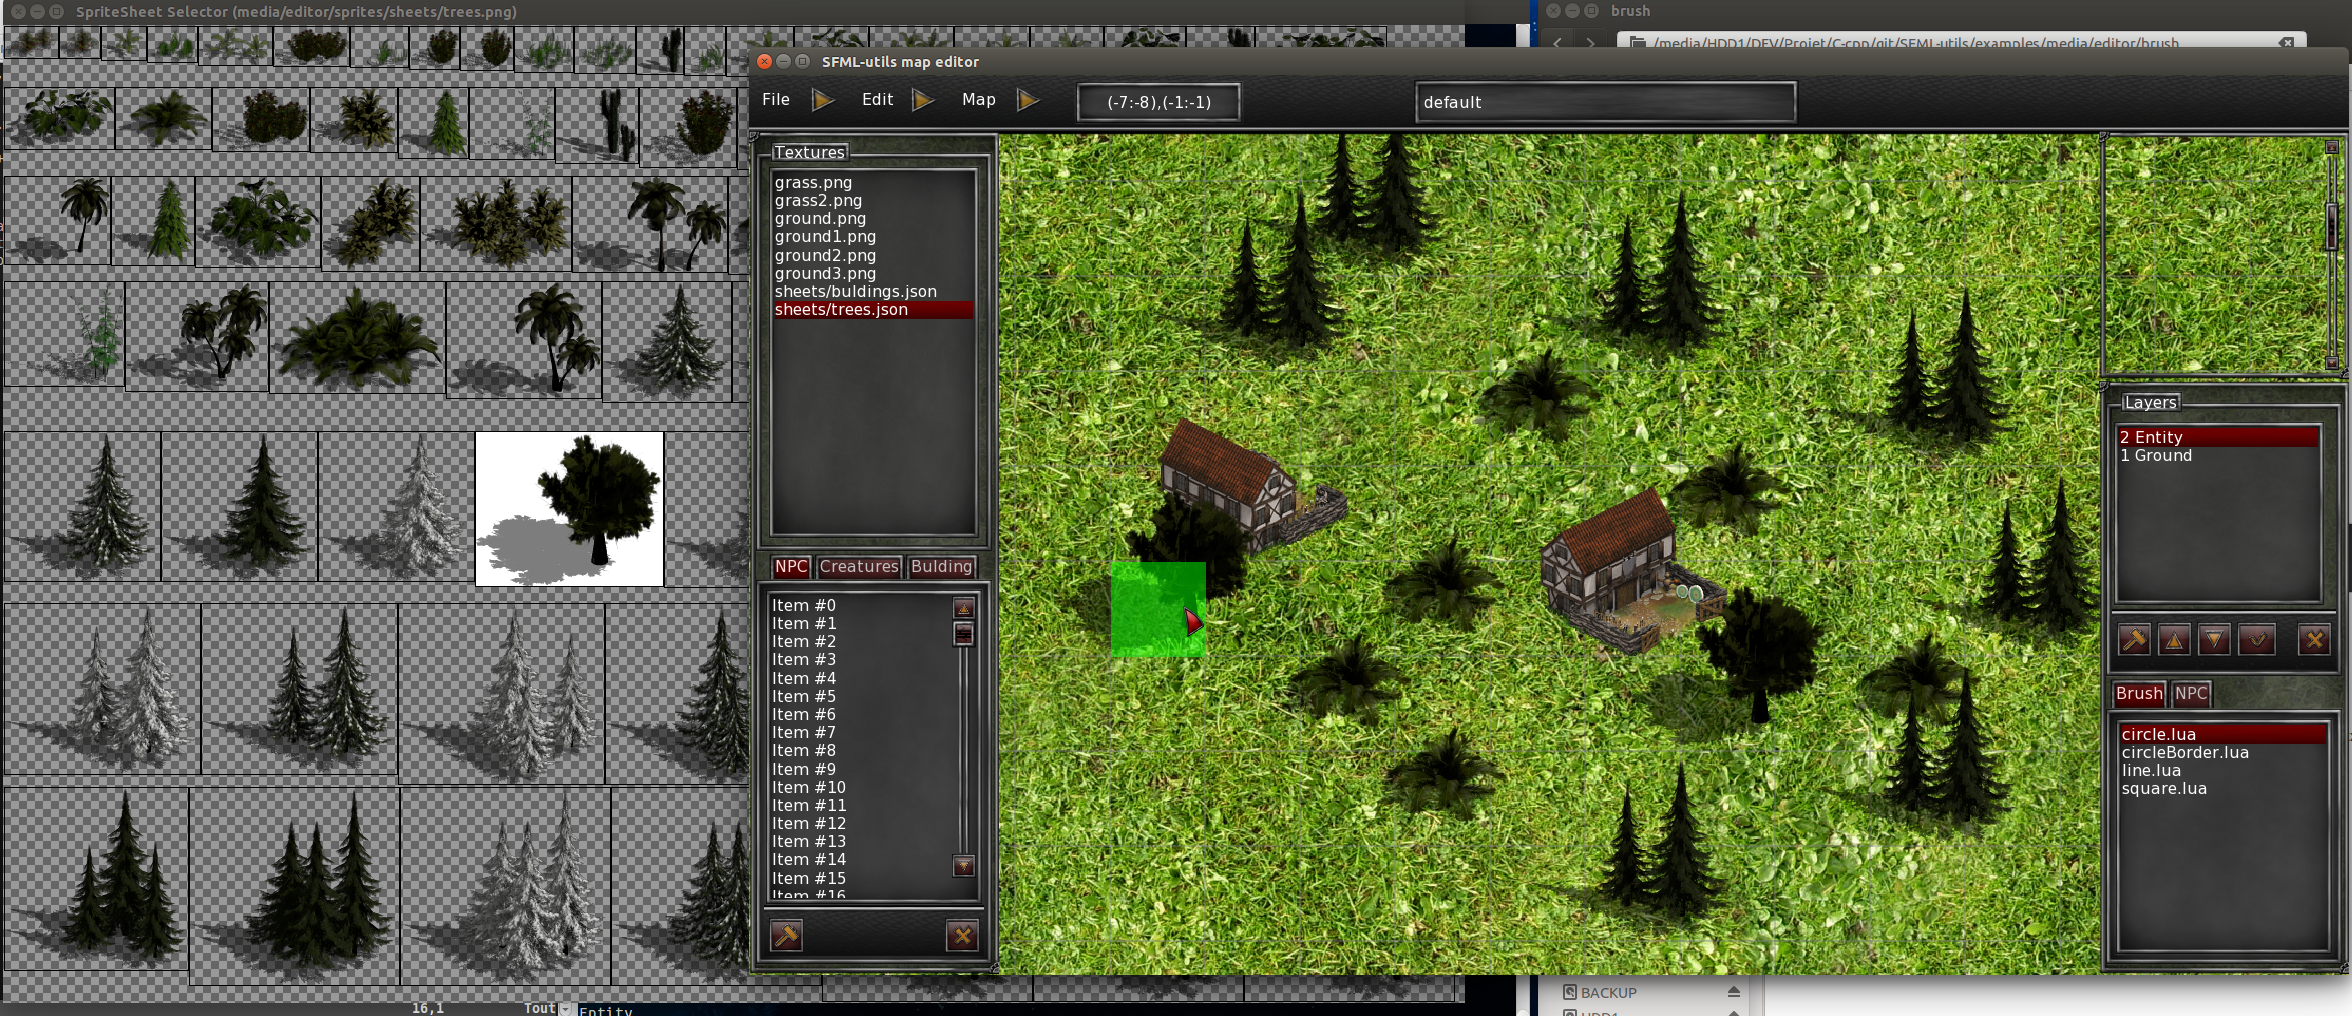 SpriteSheet Selector (media/editor/sprites/sheets/trees.png)
brush
/media/HDD1/DEV/Projet/C-cpp/git/SFML-utils/examples/media/editor/brush
SFML-utils map editor
File
Edit
Map
(-7:-8),(-1:-1)
default
Textures
grass.png
grass2.png
ground.png
ground1.png
ground2.png
ground3.png
sheets/buldings.json
sheets/trees.json
NPC
Creatures
Bulding
Item #0
Item #1
Item #2
Item #3
Item #4
Item #5
Item #6
Item #7
Item #8
Item #9
Item #10
Item #11
Item #12
Item #13
Item #14
Item #15
Item #16
Layers
2 Entity
1 Ground
Brush
NPC
circle.lua
circleBorder.lua
line.lua
square.lua
16,1
Tout
Entity
BACKUP
HDD1